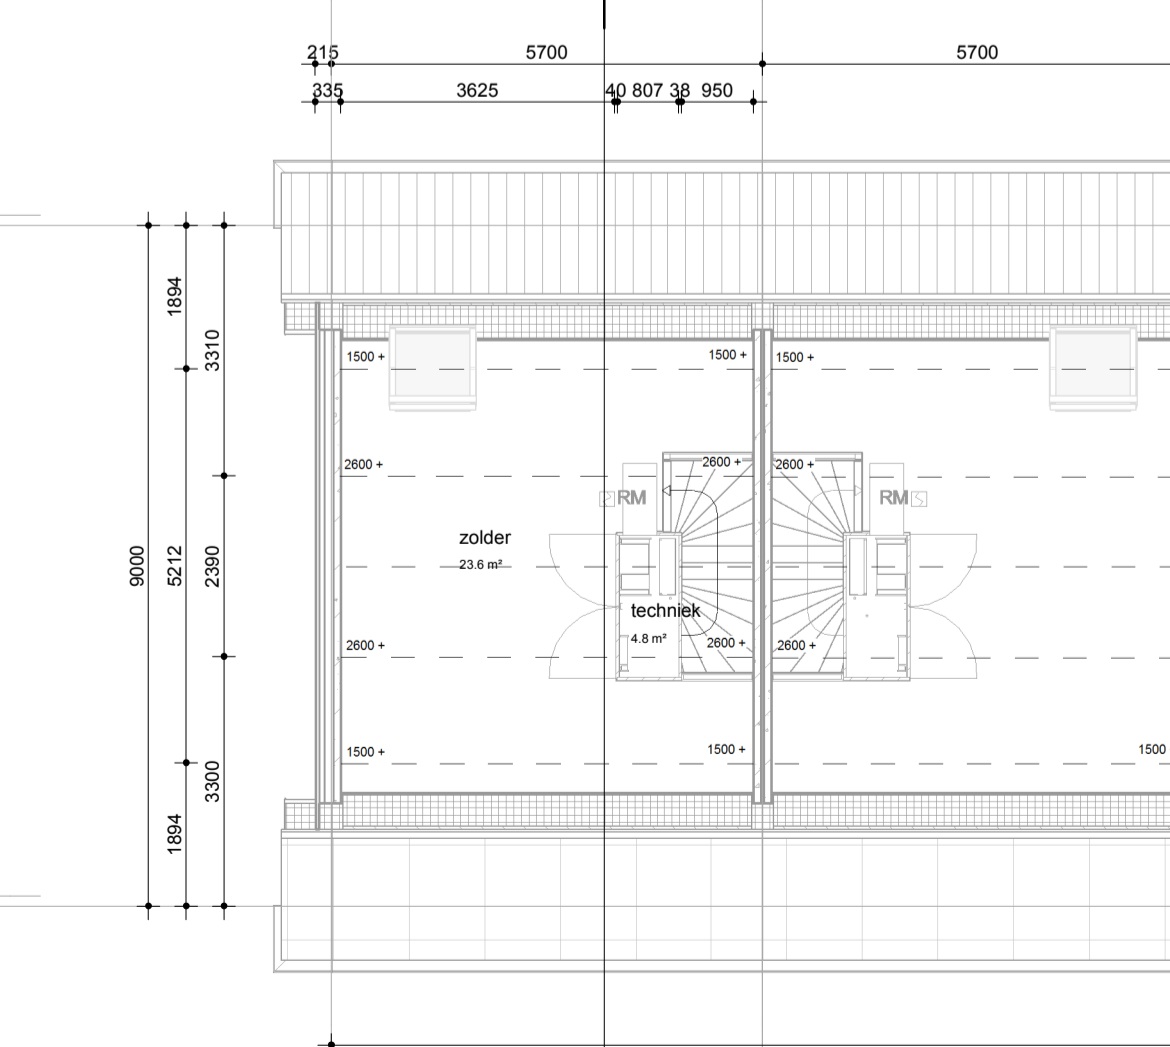 215 5700 5700
335 3625 40 807 38 950
1894
3310
9000
5212
2390
3300
1894
1500 + 1500 + 1500 +
2600 + 2600 + 2600 +
RM RM
zolder
23.6 m²
techniek
4.8 m²
2600 + 2600 + 2600 +
1500 + 1500 + 1500